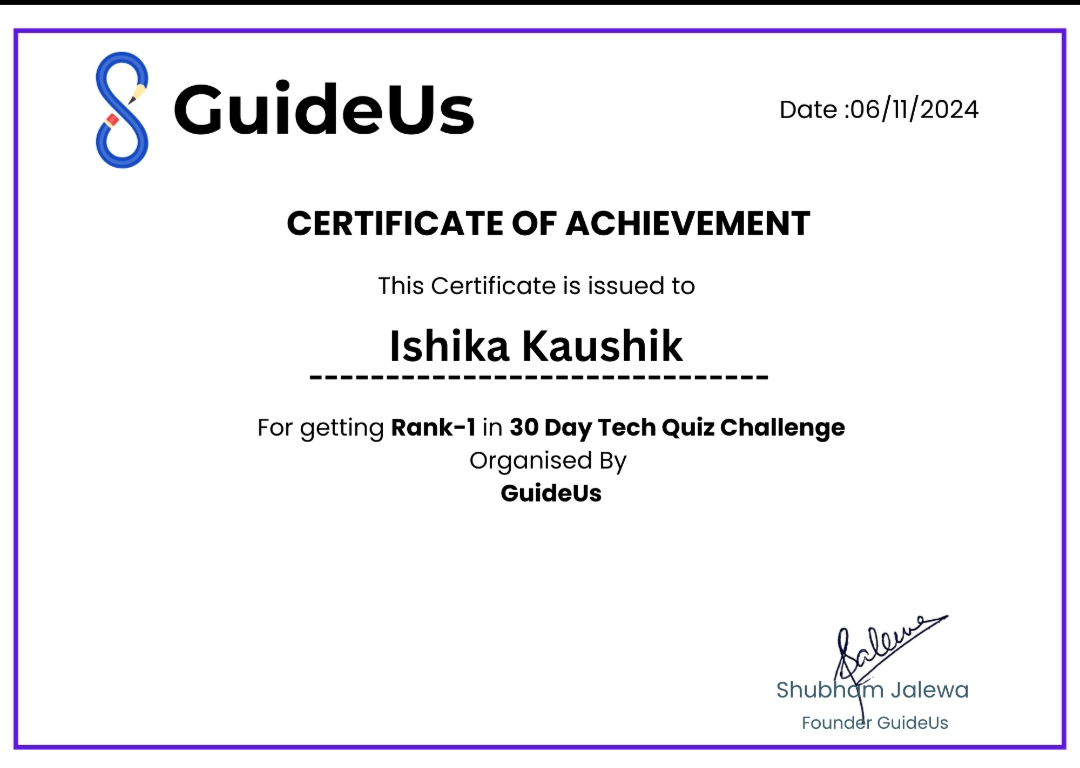 GuideUs
Date :06/11/2024
CERTIFICATE OF ACHIEVEMENT
This Certificate is issued to
Ishika Kaushik
------------------------------
For getting Rank-1 in 30 Day Tech Quiz Challenge
Organised By
GuideUs
Shubham Jalewa
Founder GuideUs